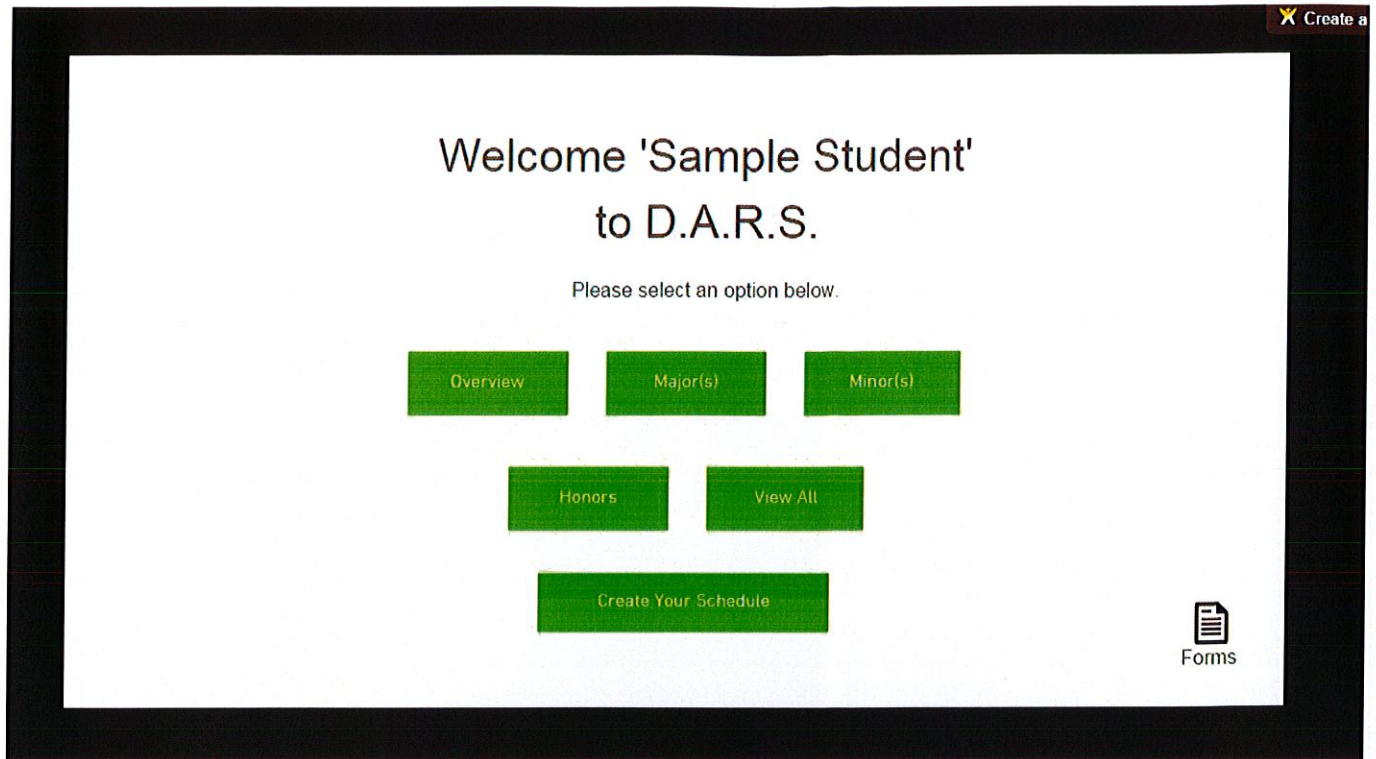 X Create a
Welcome 'Sample Student'
to D.A.R.S.
Please select an option below.
Overview Major(s) Minor(s)
Honors View All
Create Your Schedule
Forms